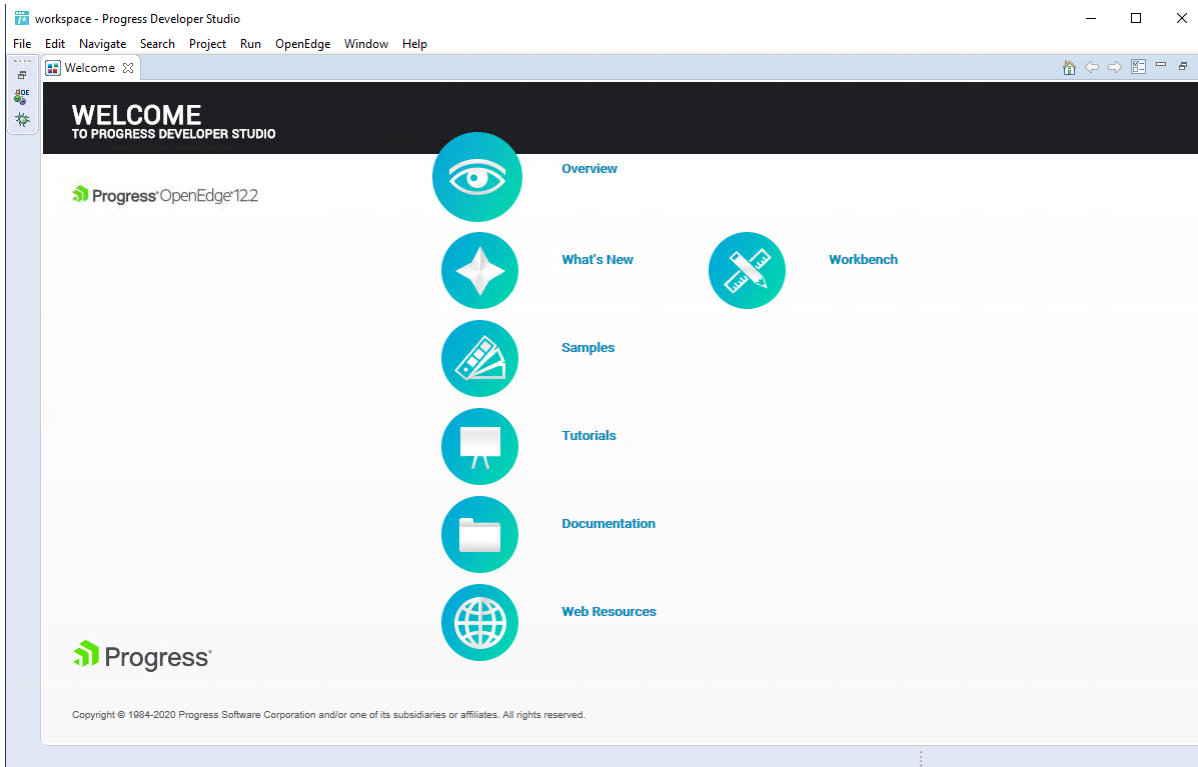 workspace - Progress Developer Studio
File Edit Navigate Search Project Run OpenEdge Window Help
Welcome
WELCOME
TO PROGRESS DEVELOPER STUDIO
Overview
Progress® OpenEdge® 12.2
What's New
Workbench
Samples
Tutorials
Documentation
Web Resources
Progress®
Copyright © 1984-2020 Progress Software Corporation and/or one of its subsidiaries or affiliates. All rights reserved.